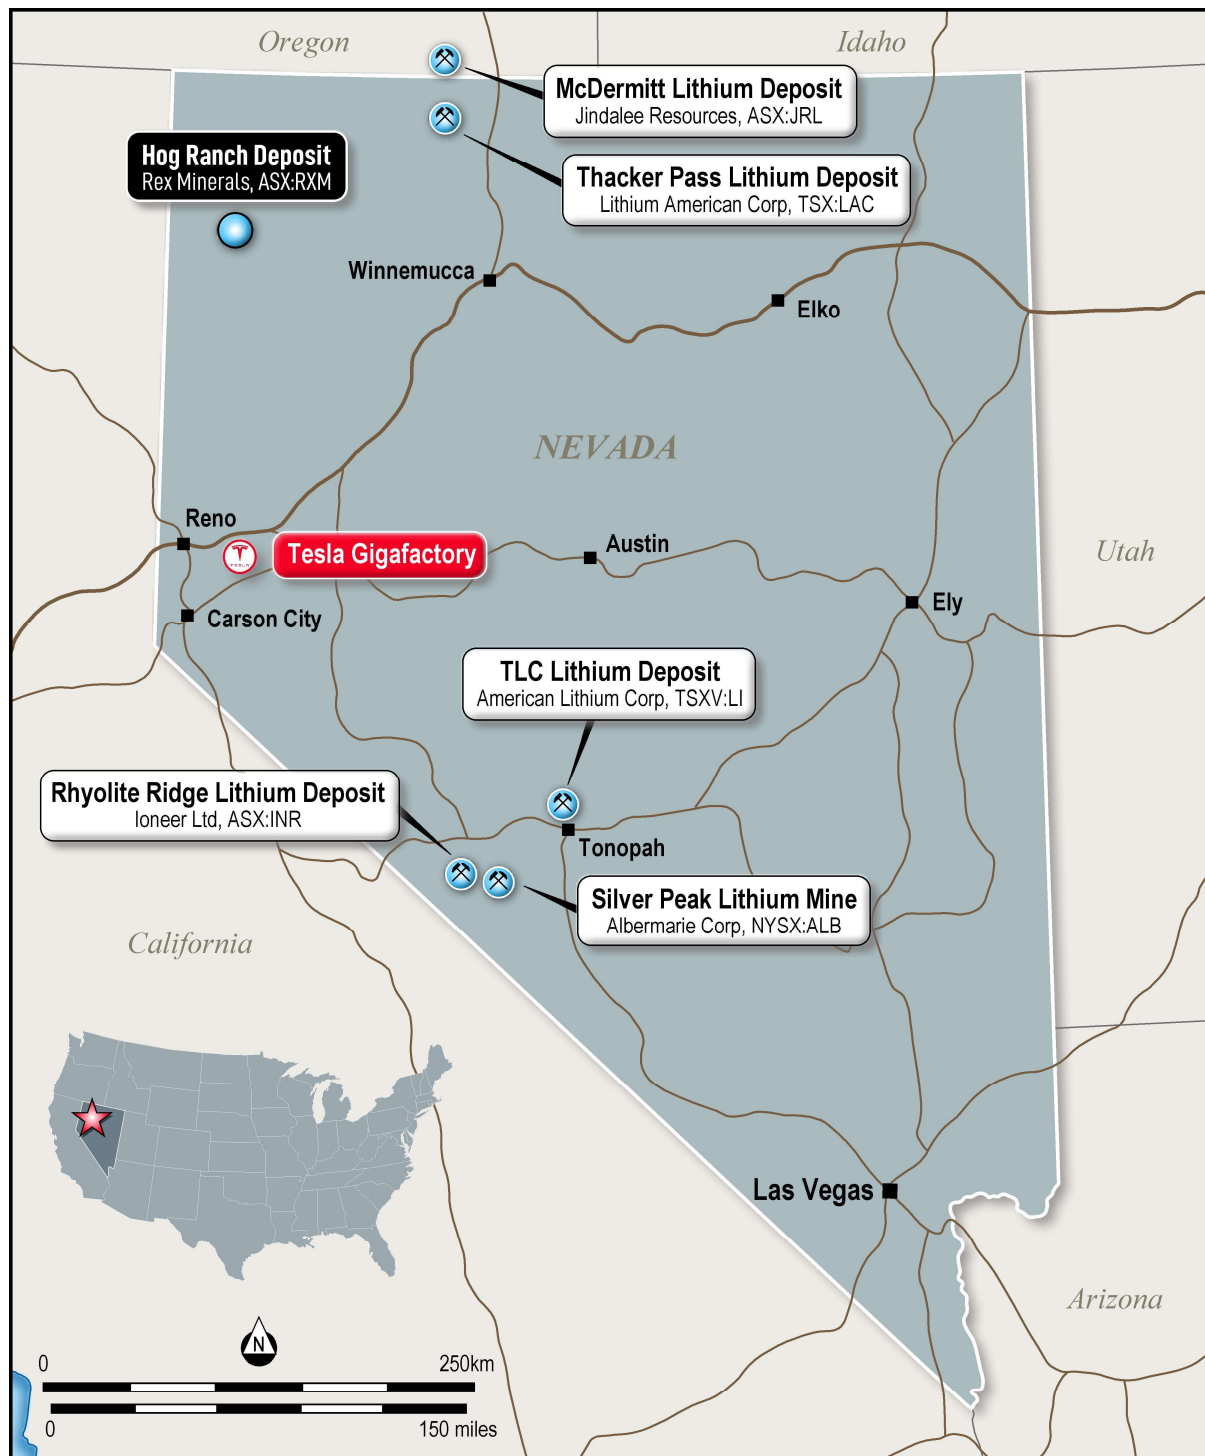 Oregon
Idaho
McDermitt Lithium Deposit
Jindalee Resources, ASX:JRL
Hog Ranch Deposit
Rex Minerals, ASX:RXM
Thacker Pass Lithium Deposit
Lithium American Corp, TSX:LAC
Winnemucca
Elko
NEVADA
Reno
TESLA
Tesla Gigafactory
Austin
Utah
Carson City
Ely
TLC Lithium Deposit
American Lithium Corp, TSXV:LI
Rhyolite Ridge Lithium Deposit
Ioneer Ltd, ASX:INR
Tonopah
Silver Peak Lithium Mine
Albermarie Corp, NYSX:ALB
California
Las Vegas
Arizona
N
0 250km
0 150 miles